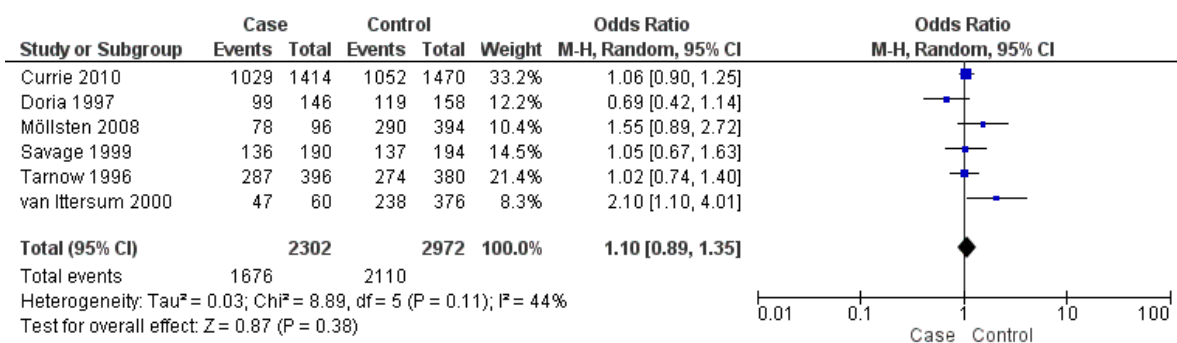 Case Control Odds Ratio Odds Ratio
Study or Subgroup Events Total Events Total Weight M-H, Random, 95% CI M-H, Random, 95% CI
Currie 2010 1029 1414 1052 1470 33.2% 1.06 [0.90, 1.25]
Doria 1997 99 146 119 158 12.2% 0.69 [0.42, 1.14]
Möllsten 2008 78 96 290 394 10.4% 1.55 [0.89, 2.72]
Savage 1999 136 190 137 194 14.5% 1.05 [0.67, 1.63]
Tarnow 1996 287 396 274 380 21.4% 1.02 [0.74, 1.40]
van Ittersum 2000 47 60 238 376 8.3% 2.10 [1.10, 4.01]
Total (95% CI) 2302 2972 100.0% 1.10 [0.89, 1.35]
Total events 1676 2110
Heterogeneity: Tau² = 0.03; Chi² = 8.89, df = 5 (P = 0.11); I² = 44%
Test for overall effect: Z = 0.87 (P = 0.38)
0.01 0.1 1 10 100
Case Control